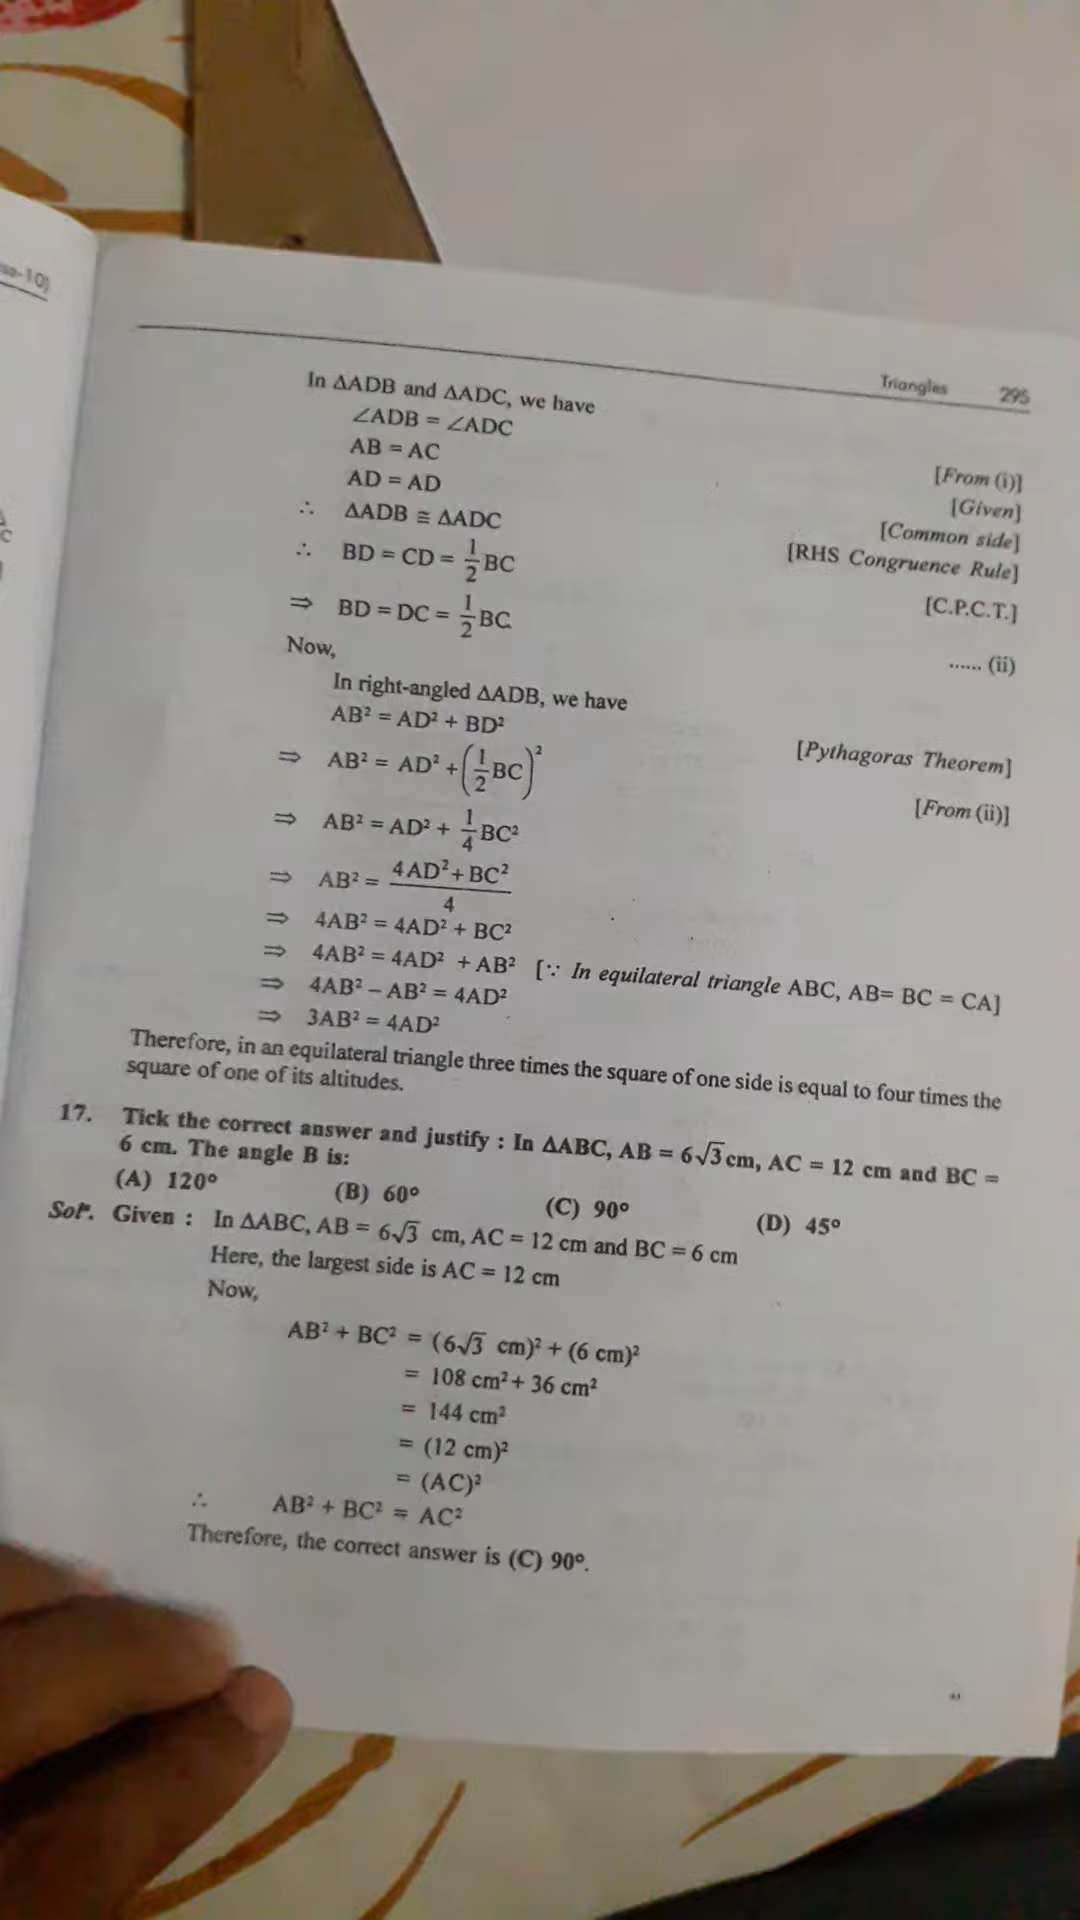 ss-10)
Triangles 295
In ΔADB and ΔADC, we have
∠ADB = ∠ADC [From (i)]
AB = AC [Given]
AD = AD [Common side]
∴ ΔADB ≅ ΔADC [RHS Congruence Rule]
∴ BD = CD = 1/2 BC [C.P.C.T.]
⇒ BD = DC = 1/2 BC ...... (ii)
Now,
In right-angled ΔADB, we have
AB² = AD² + BD² [Pythagoras Theorem]
⇒ AB² = AD² + (1/2 BC)² [From (ii)]
⇒ AB² = AD² + 1/4 BC²
⇒ AB² = (4AD² + BC²)/4
⇒ 4AB² = 4AD² + BC²
⇒ 4AB² = 4AD² + AB² [∵ In equilateral triangle ABC, AB= BC = CA]
⇒ 4AB² – AB² = 4AD²
⇒ 3AB² = 4AD²
Therefore, in an equilateral triangle three times the square of one side is equal to four times the
square of one of its altitudes.
17. Tick the correct answer and justify : In ΔABC, AB = 6√3 cm, AC = 12 cm and BC =
6 cm. The angle B is:
(A) 120° (B) 60° (C) 90° (D) 45°
Solⁿ. Given : In ΔABC, AB = 6√3 cm, AC = 12 cm and BC = 6 cm
Here, the largest side is AC = 12 cm
Now,
AB² + BC² = (6√3 cm)² + (6 cm)²
= 108 cm² + 36 cm²
= 144 cm²
= (12 cm)²
= (AC)²
∴ AB² + BC² = AC²
Therefore, the correct answer is (C) 90°.